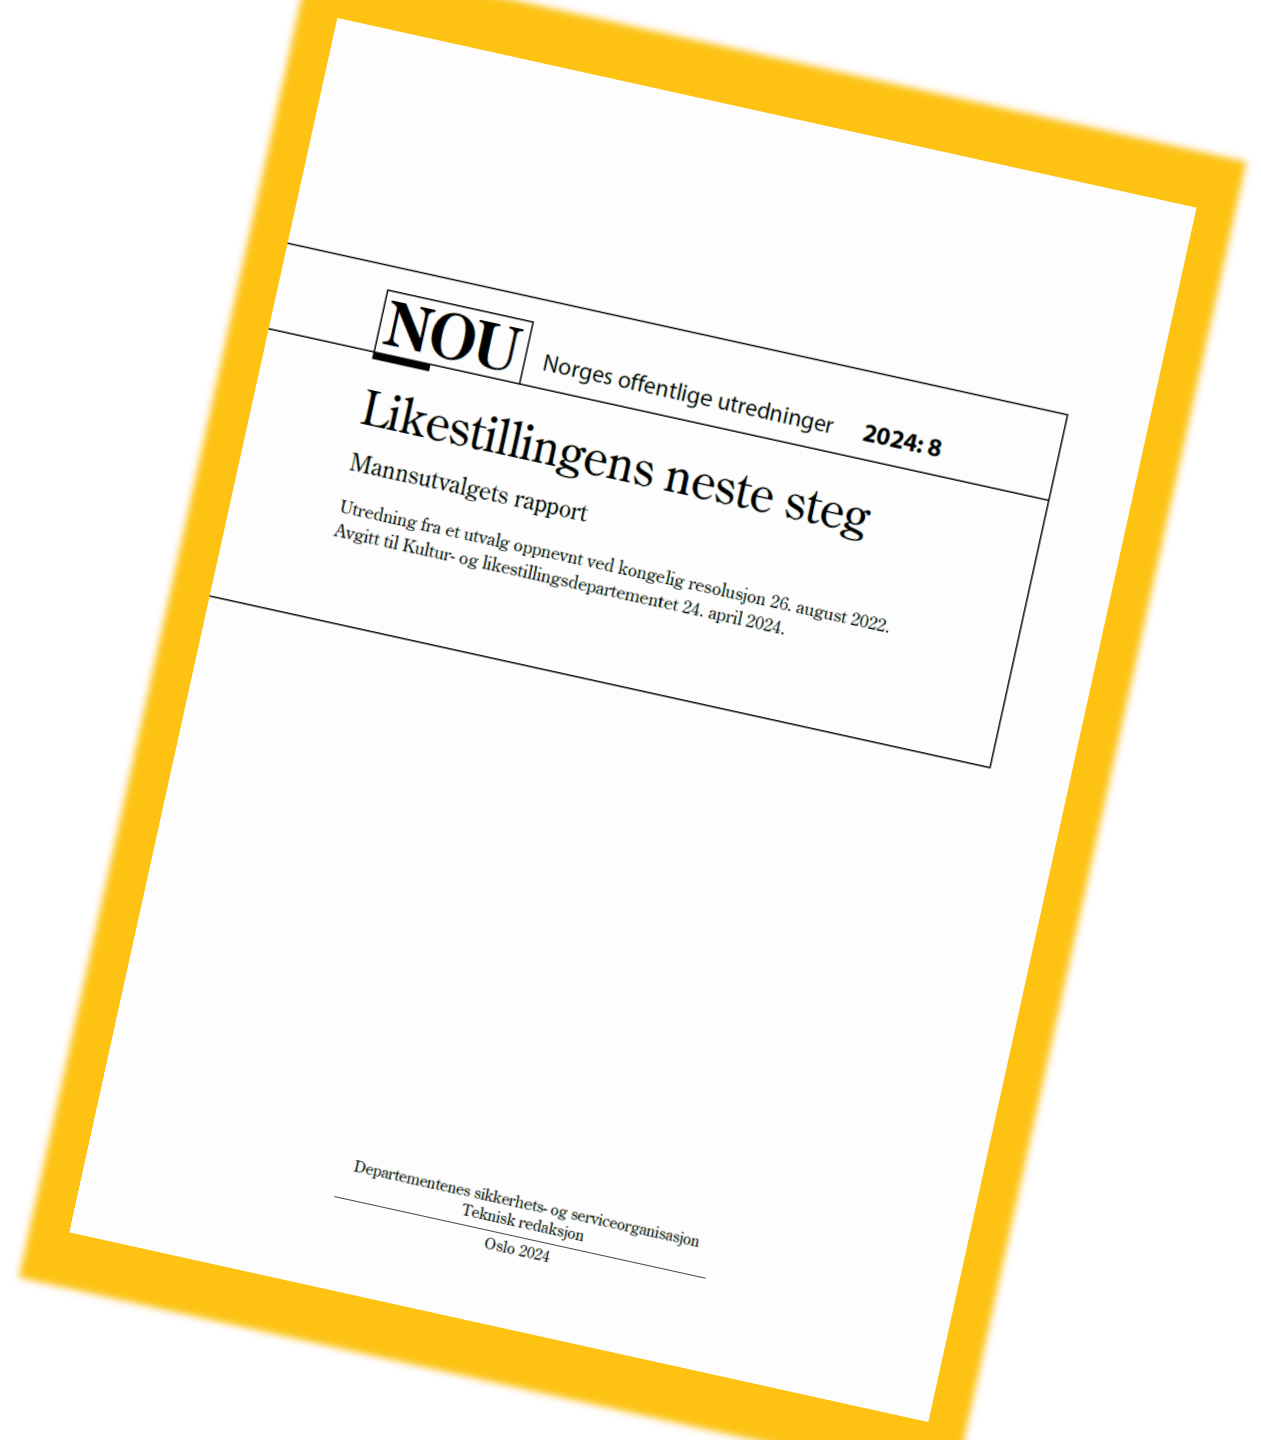 NOU Norges offentlige utredninger 2024: 8
Likestillingens neste steg
Mannsutvalgets rapport
Utredning fra et utvalg oppnevnt ved kongelig resolusjon 26. august 2022.
Avgitt til Kultur- og likestillingsdepartementet 24. april 2024.
Departementenes sikkerhets- og serviceorganisasjon
Teknisk redaksjon
Oslo 2024